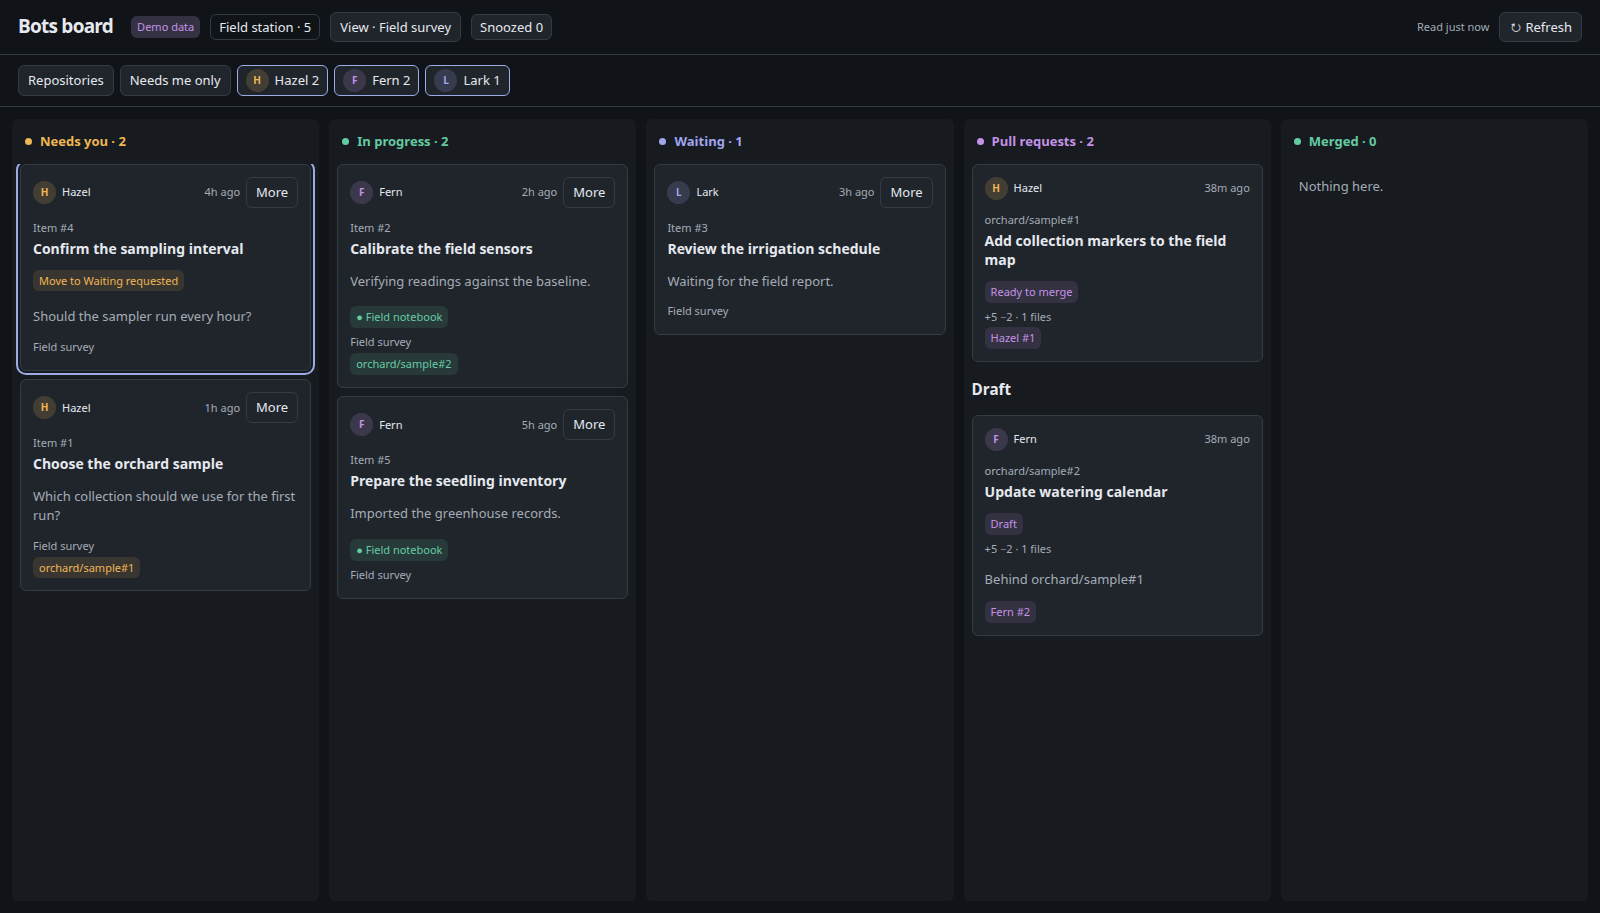 Bots board
Demo data
Field station · 5
View · Field survey
Snoozed 0
Read just now
↻ Refresh
Repositories
Needs me only
H Hazel 2
F Fern 2
L Lark 1
Needs you · 2
H Hazel 4h ago More
Item #4
Confirm the sampling interval
Move to Waiting requested
Should the sampler run every hour?
Field survey
H Hazel 1h ago More
Item #1
Choose the orchard sample
Which collection should we use for the first
run?
Field survey
orchard/sample#1
In progress · 2
F Fern 2h ago More
Item #2
Calibrate the field sensors
Verifying readings against the baseline.
● Field notebook
Field survey
orchard/sample#2
F Fern 5h ago More
Item #5
Prepare the seedling inventory
Imported the greenhouse records.
● Field notebook
Field survey
Waiting · 1
L Lark 3h ago More
Item #3
Review the irrigation schedule
Waiting for the field report.
Field survey
Pull requests · 2
H Hazel 38m ago
orchard/sample#1
Add collection markers to the field
map
Ready to merge
+5 −2 · 1 files
Hazel #1
Draft
F Fern 38m ago
orchard/sample#2
Update watering calendar
Draft
+5 −2 · 1 files
Behind orchard/sample#1
Fern #2
Merged · 0
Nothing here.